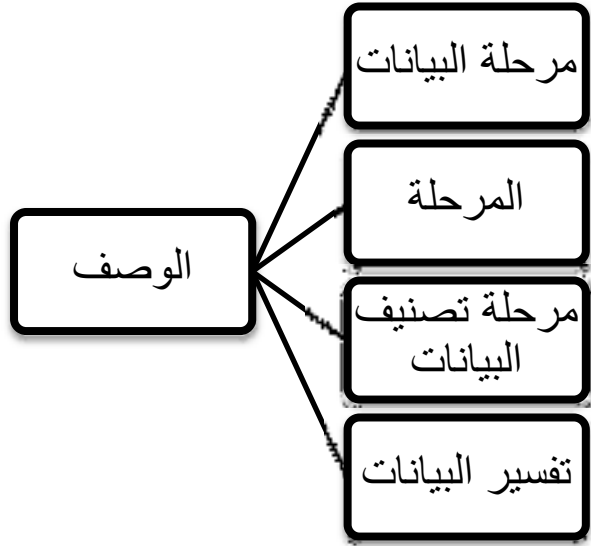 مرحلة البيانات
المرحلة
الوصف
مرحلة تصنيف
البيانات
تفسير البيانات